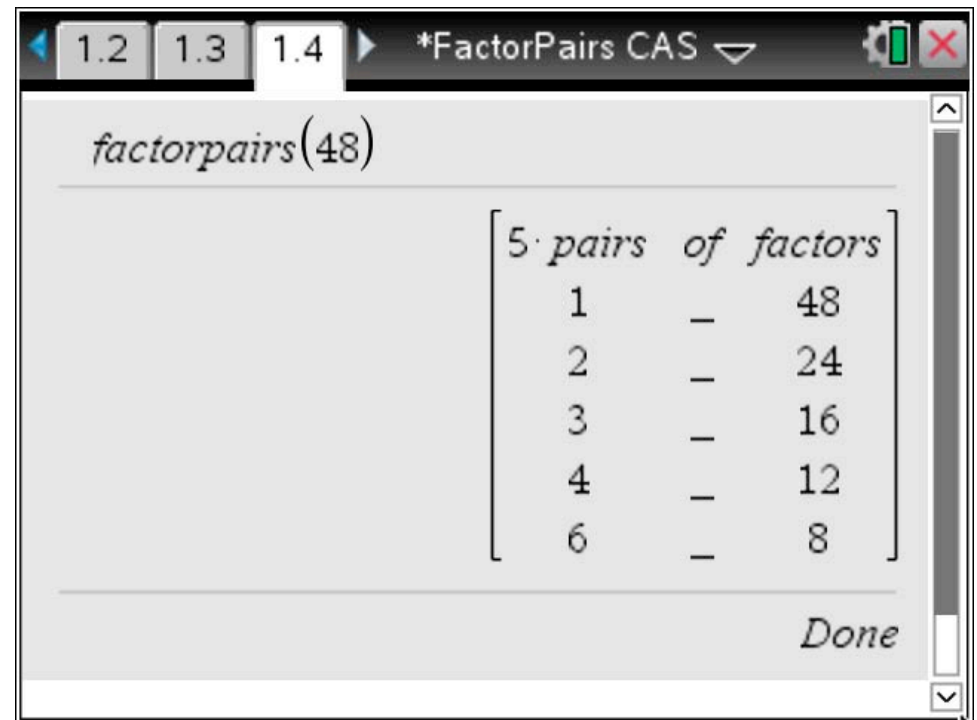 1.2 1.3 1.4 *FactorPairs CAS
factorpairs(48)
5· pairs of factors
1 _ 48
2 _ 24
3 _ 16
4 _ 12
6 _ 8
Done